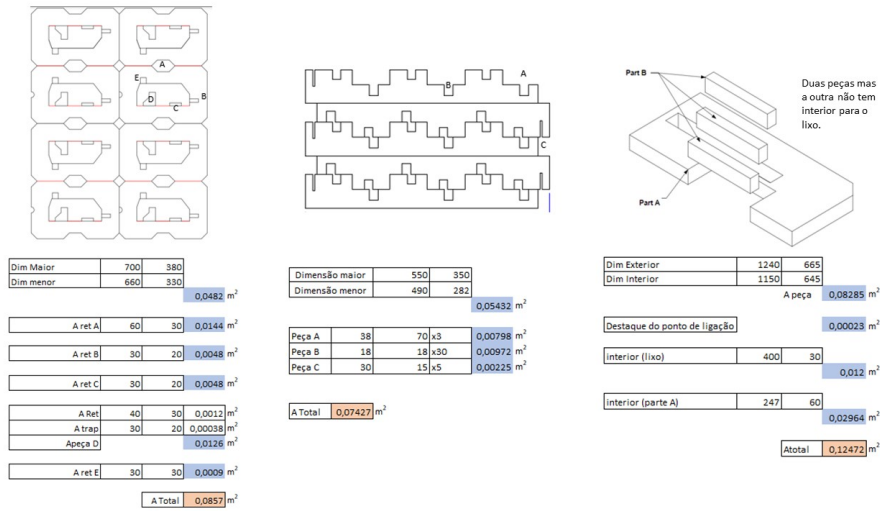 A
E
D
B
C
A
B
C
Part B
Part A
Duas peças mas
a outra não tem
interior para o
lixo.
Dim Maior 700 380
Dim menor 660 330
0,0482 m²
A ret A 60 30 0,0144 m²
A ret B 30 20 0,0048 m²
A ret C 30 20 0,0048 m²
A Ret 40 30 0,0012 m²
A trap 30 20 0,00038 m²
Apeça D 0,0126 m²
A ret E 30 30 0,0009 m²
A Total 0,0857 m²
Dimensão maior 550 350
Dimensão menor 490 282
0,05432 m²
Peça A 38 70 x3 0,00798 m²
Peça B 18 18 x30 0,00972 m²
Peça C 30 15 x5 0,00225 m²
A Total 0,07427 m²
Dim Exterior 1240 665
Dim Interior 1150 645
A peça 0,08285 m²
Destaque do ponto de ligação 0,00023 m²
interior (lixo) 400 30
0,012 m²
interior (parte A) 247 60
0,02964 m²
Atotal 0,12472 m²